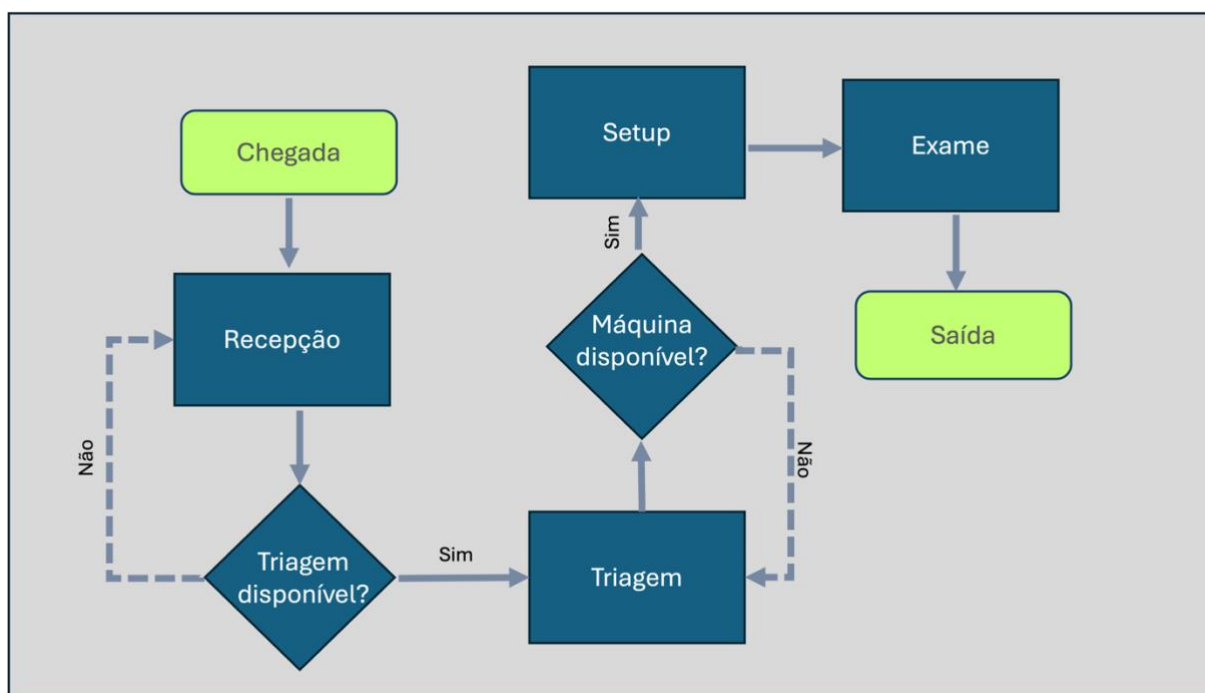 Chegada
Recepção
Não
Triagem
disponível?
Sim
Triagem
Máquina
disponível?
Não
Sim
Setup
Exame
Saída